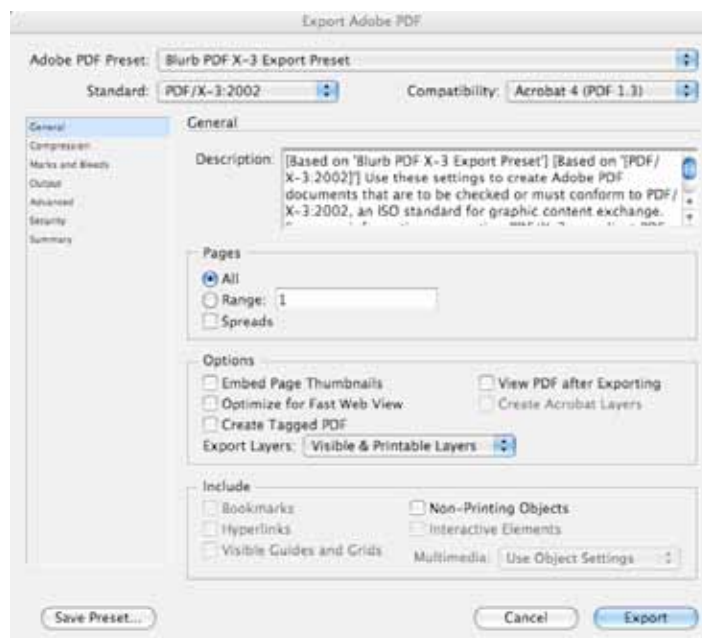 Export Adobe PDF
Adobe PDF Preset: Blurb PDF X-3 Export Preset
Standard: PDF/X-3:2002 Compatibility: Acrobat 4 (PDF 1.3)
General
Compression
Marks and Bleeds
Output
Advanced
Security
Summary
General
Description: [Based on 'Blurb PDF X-3 Export Preset'] [Based on '[PDF/
X-3:2002]'] Use these settings to create Adobe PDF
documents that are to be checked or must conform to PDF/
X-3:2002, an ISO standard for graphic content exchange.
Pages
All
Range: 1
Spreads
Options
Embed Page Thumbnails View PDF after Exporting
Optimize for Fast Web View Create Acrobat Layers
Create Tagged PDF
Export Layers: Visible & Printable Layers
Include
Bookmarks Non-Printing Objects
Hyperlinks Interactive Elements
Visible Guides and Grids Multimedia: Use Object Settings
Save Preset... Cancel Export